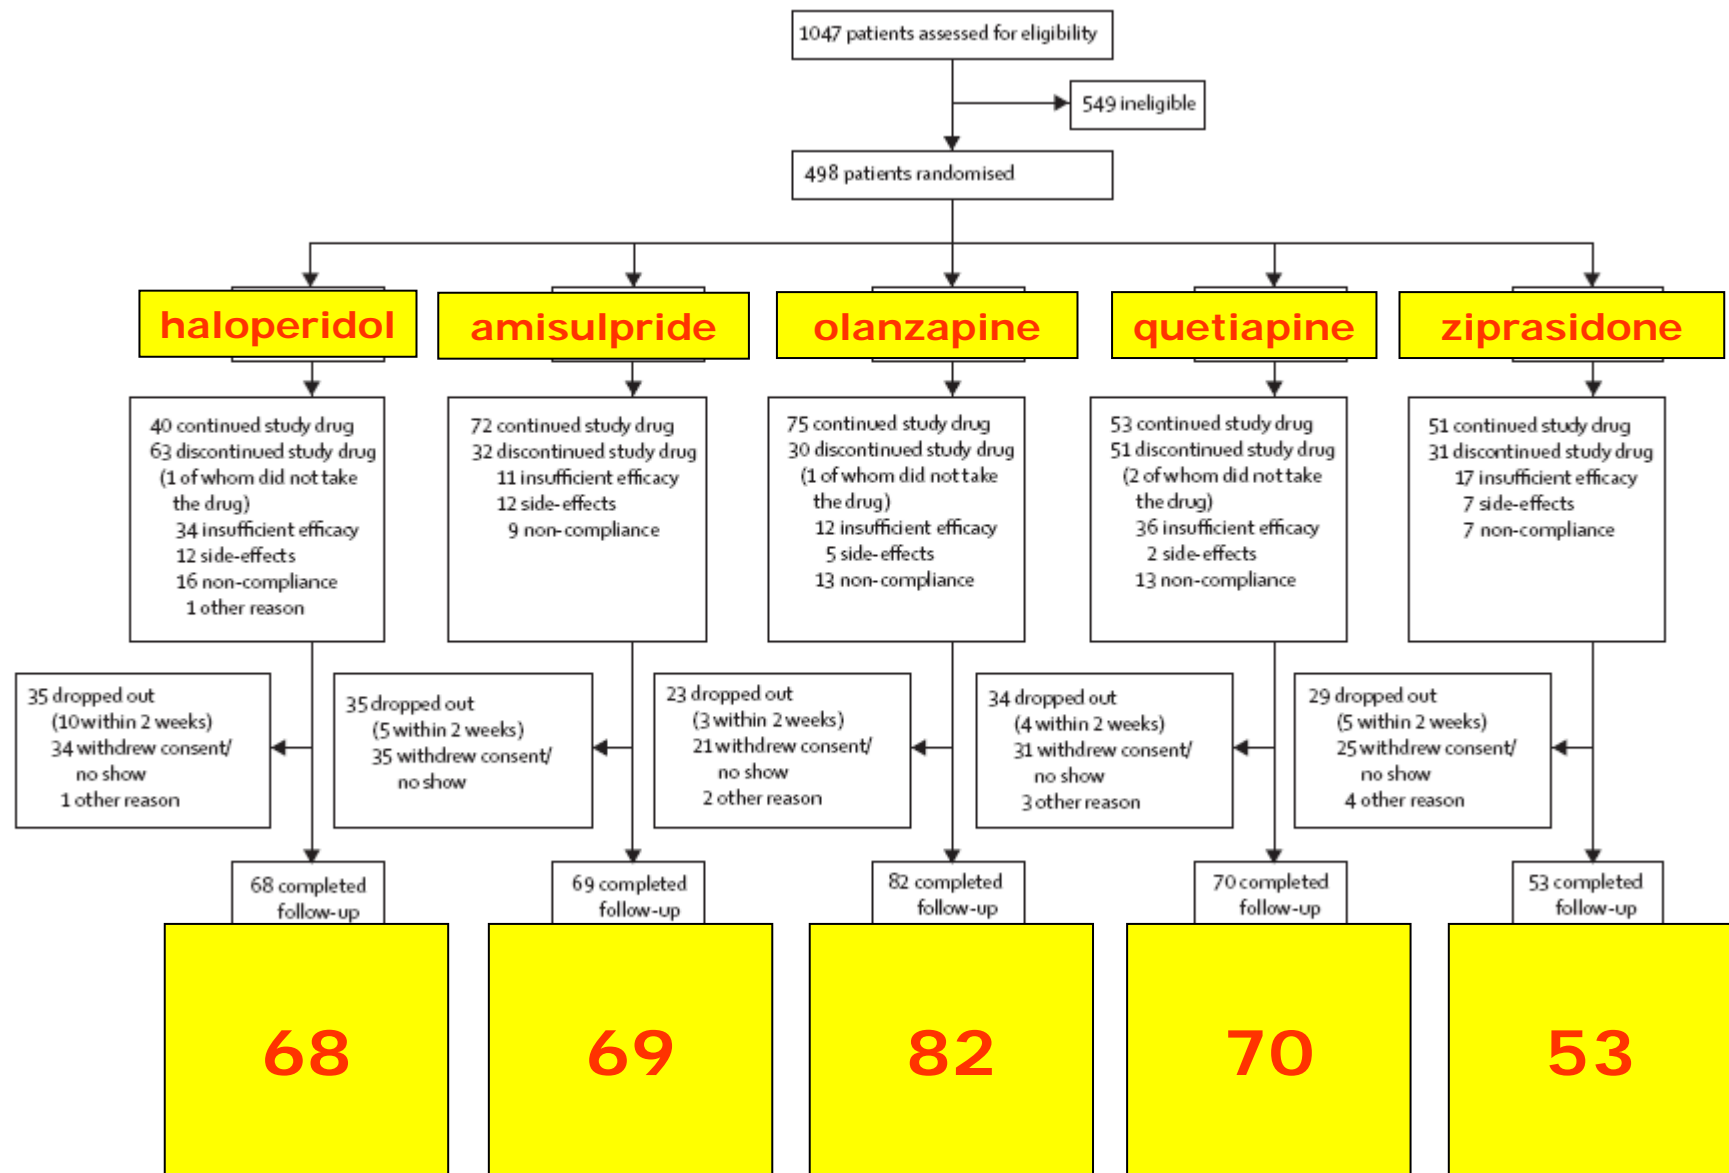 1047 patients assessed for eligibility
549 ineligible
498 patients randomised
haloperidol
amisulpride
olanzapine
quetiapine
ziprasidone
40 continued study drug
63 discontinued study drug
(1 of whom did not take
the drug)
34 insufficient efficacy
12 side-effects
16 non-compliance
1 other reason
72 continued study drug
32 discontinued study drug
11 insufficient efficacy
12 side-effects
9 non-compliance
75 continued study drug
30 discontinued study drug
(1 of whom did not take
the drug)
12 insufficient efficacy
5 side-effects
13 non-compliance
53 continued study drug
51 discontinued study drug
(2 of whom did not take
the drug)
36 insufficient efficacy
2 side-effects
13 non-compliance
51 continued study drug
31 discontinued study drug
17 insufficient efficacy
7 side-effects
7 non-compliance
35 dropped out
(10 within 2 weeks)
34 withdrew consent/
no show
1 other reason
35 dropped out
(5 within 2 weeks)
35 withdrew consent/
no show
23 dropped out
(3 within 2 weeks)
21 withdrew consent/
no show
2 other reason
34 dropped out
(4 within 2 weeks)
31 withdrew consent/
no show
3 other reason
29 dropped out
(5 within 2 weeks)
25 withdrew consent/
no show
4 other reason
68 completed
follow-up
69 completed
follow-up
82 completed
follow-up
70 completed
follow-up
53 completed
follow-up
68
69
82
70
53